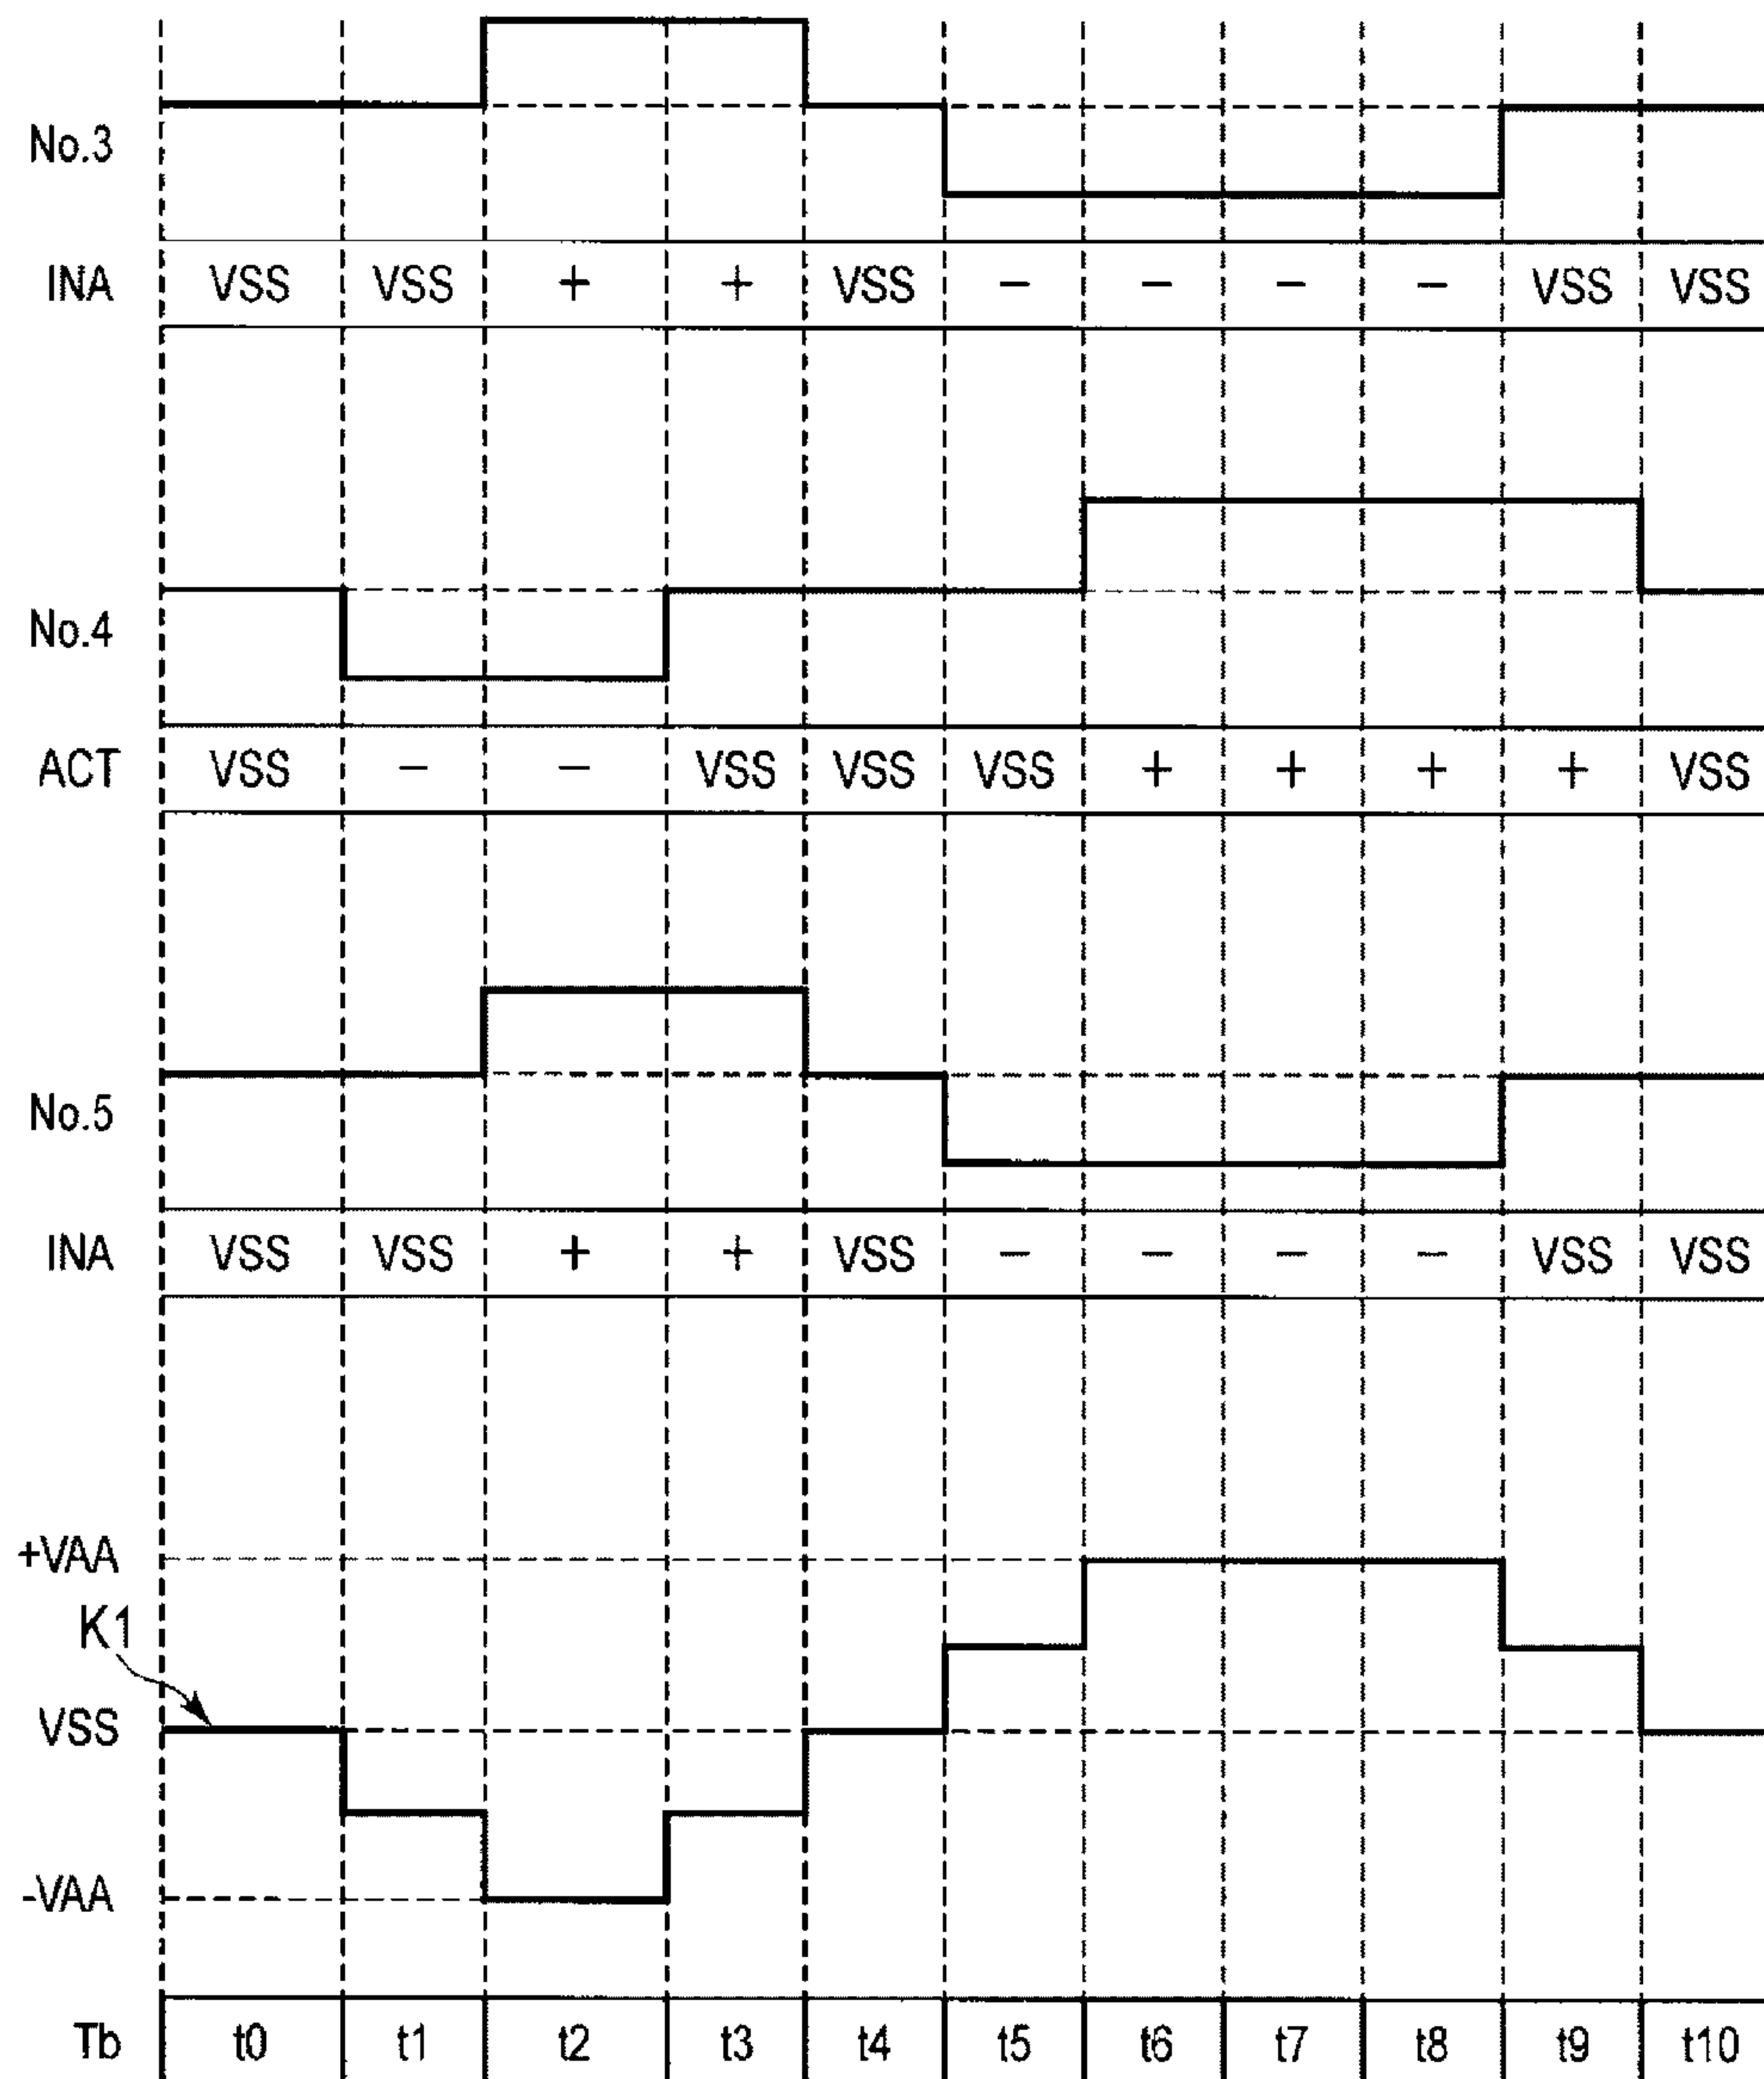 No.3
INA VSS VSS + + VSS − − − − VSS VSS
No.4
ACT VSS − − VSS VSS VSS + + + + VSS
No.5
INA VSS VSS + + VSS − − − − VSS VSS
+VAA
K1
VSS
-VAA
Tb t0 t1 t2 t3 t4 t5 t6 t7 t8 t9 t10